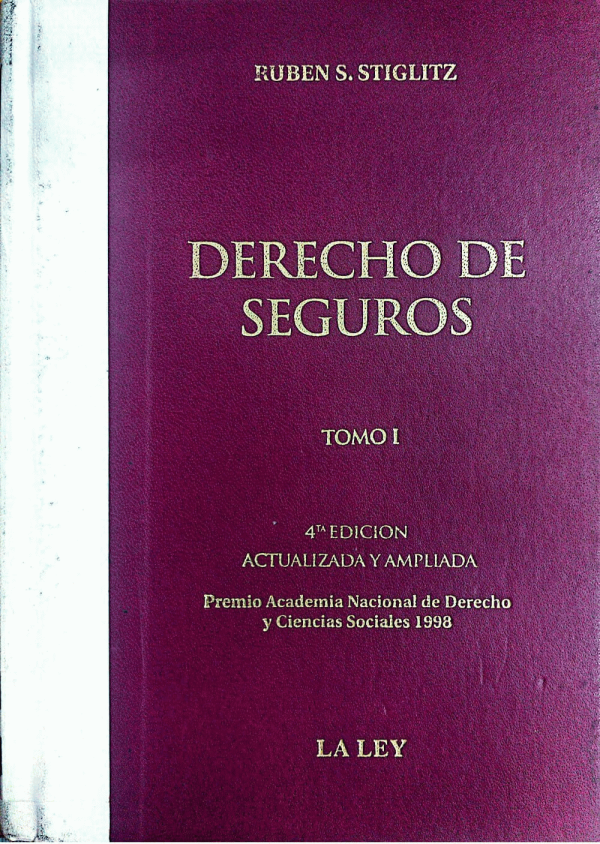 RUBEN S. STIGLITZ
DERECHO DE
SEGUROS
TOMO I
4TA EDICION
ACTUALIZADA Y AMPLIADA
Premio Academia Nacional de Derecho
y Ciencias Sociales 1998
LA LEY